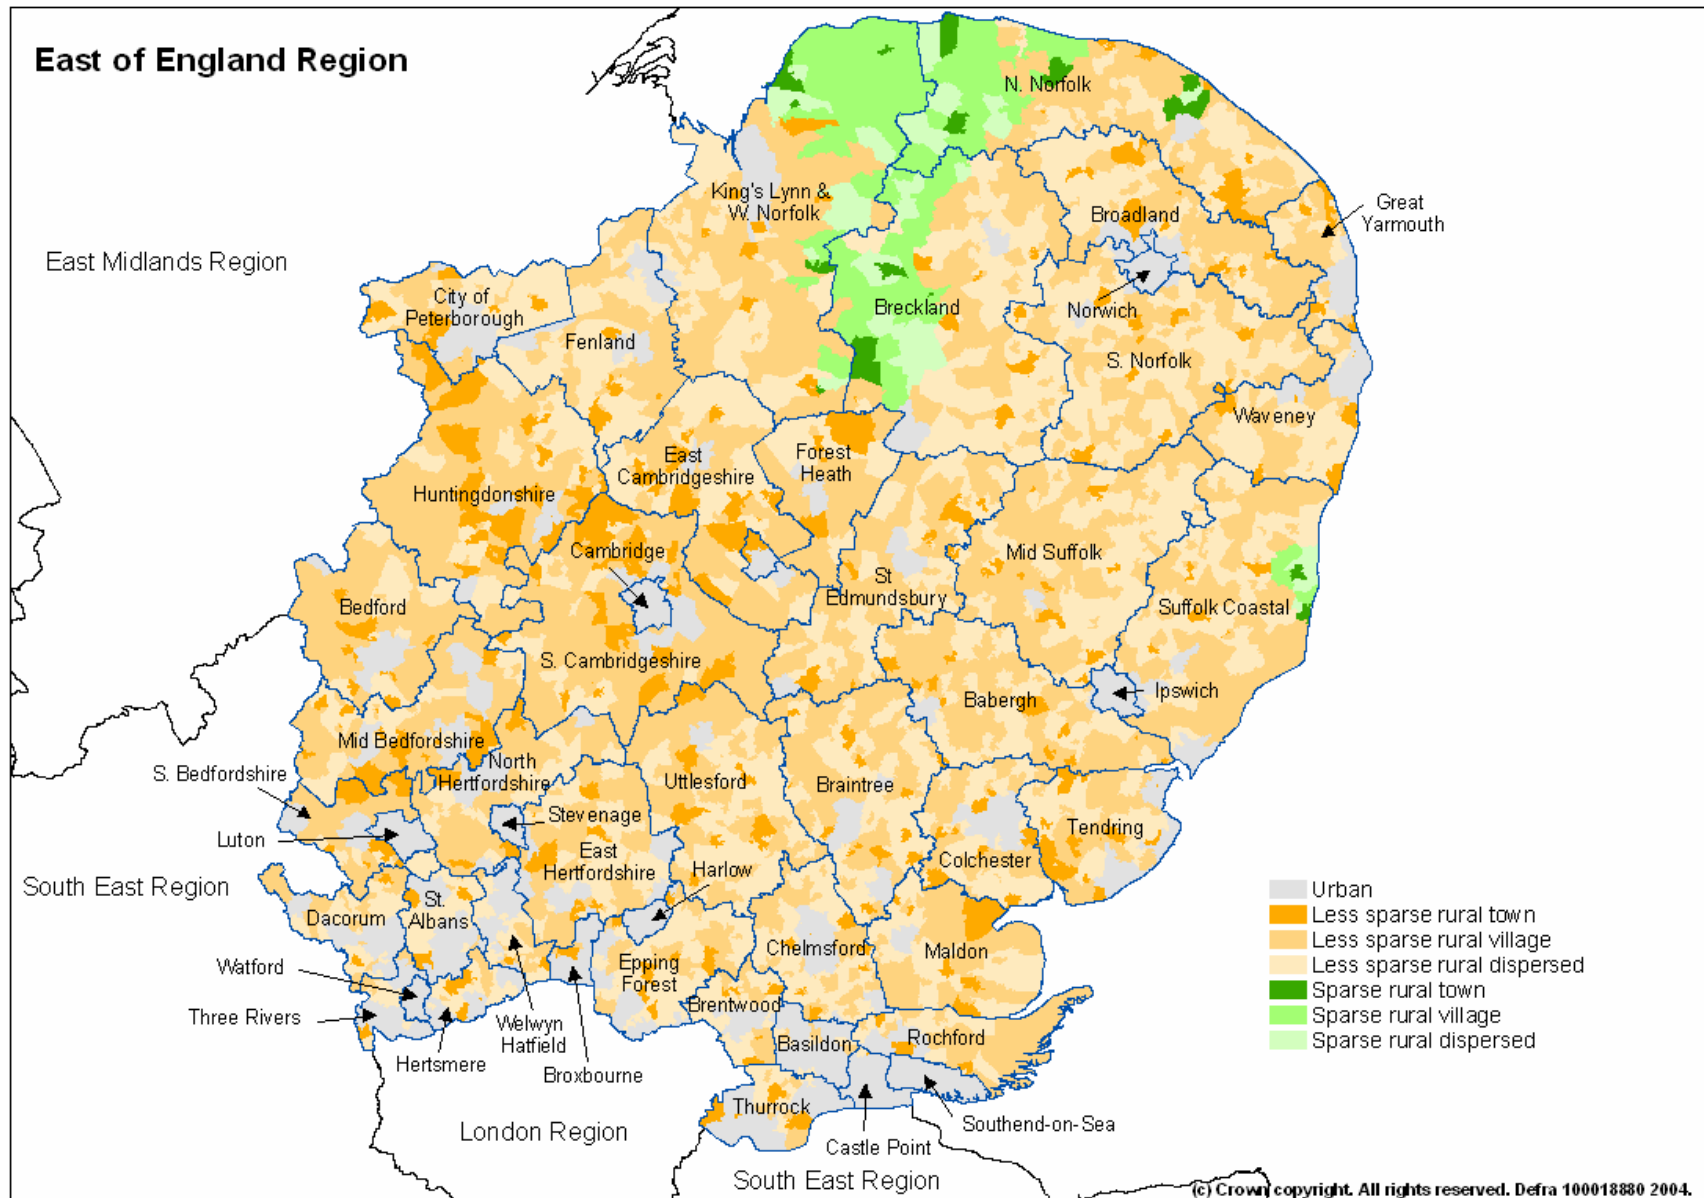 East of England Region
N. Norfolk
King's Lynn &
W. Norfolk
Great
Yarmouth
Broadland
East Midlands Region
City of
Peterborough
Breckland
Norwich
Fenland
S. Norfolk
Waveney
East
Cambridgeshire
Forest
Heath
Huntingdonshire
Cambridge
Mid Suffolk
St
Edmundsbury
Bedford
Suffolk Coastal
S. Cambridgeshire
Ipswich
Babergh
Mid Bedfordshire
North
Hertfordshire
S. Bedfordshire
Uttlesford
Braintree
Stevenage
Luton
Tendring
East
Hertfordshire
Colchester
Harlow
South East Region
St.
Albans
Dacorum
Chelmsford
Maldon
Watford
Epping
Forest
Brentwood
Three Rivers
Welwyn
Hatfield
Rochford
Basildon
Hertsmere
Broxbourne
Thurrock
Southend-on-Sea
London Region
Castle Point
South East Region
Urban
Less sparse rural town
Less sparse rural village
Less sparse rural dispersed
Sparse rural town
Sparse rural village
Sparse rural dispersed
(c) Crown copyright. All rights reserved. Defra 100018880 2004.